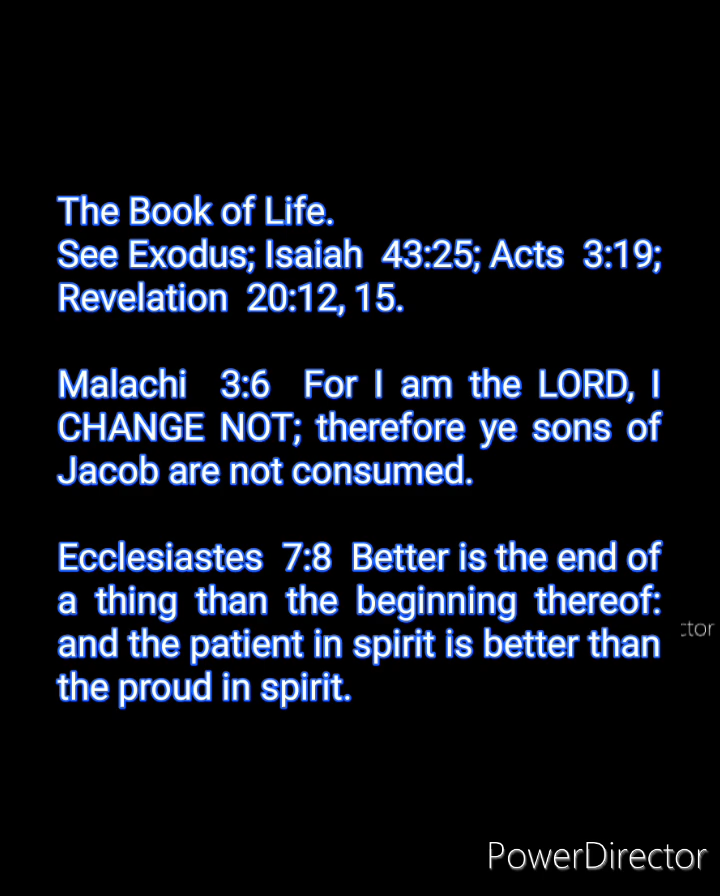 The Book of Life.
See Exodus; Isaiah 43:25; Acts 3:19;
Revelation 20:12, 15.
Malachi 3:6 For I am the LORD, I
CHANGE NOT; therefore ye sons of
Jacob are not consumed.
Ecclesiastes 7:8 Better is the end of
a thing than the beginning thereof:
and the patient in spirit is better than
the proud in spirit.
PowerDirector